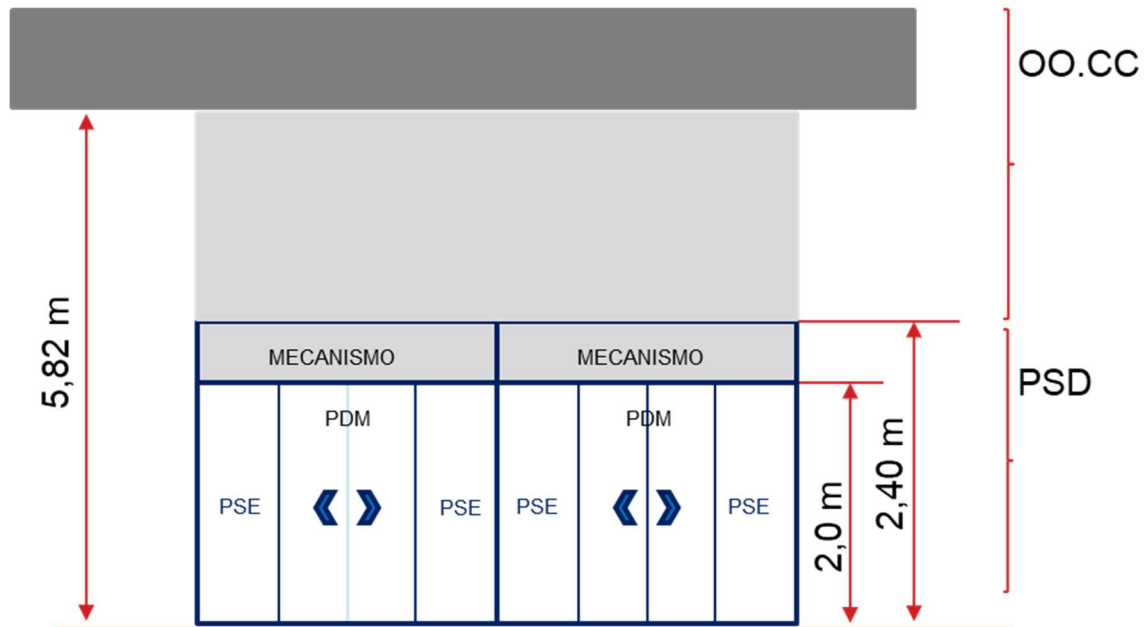 OO.CC
5,82 m
MECANISMO
MECANISMO
PSD
PDM
PDM
2,40 m
2,0 m
PSE
PSE
PSE
PSE